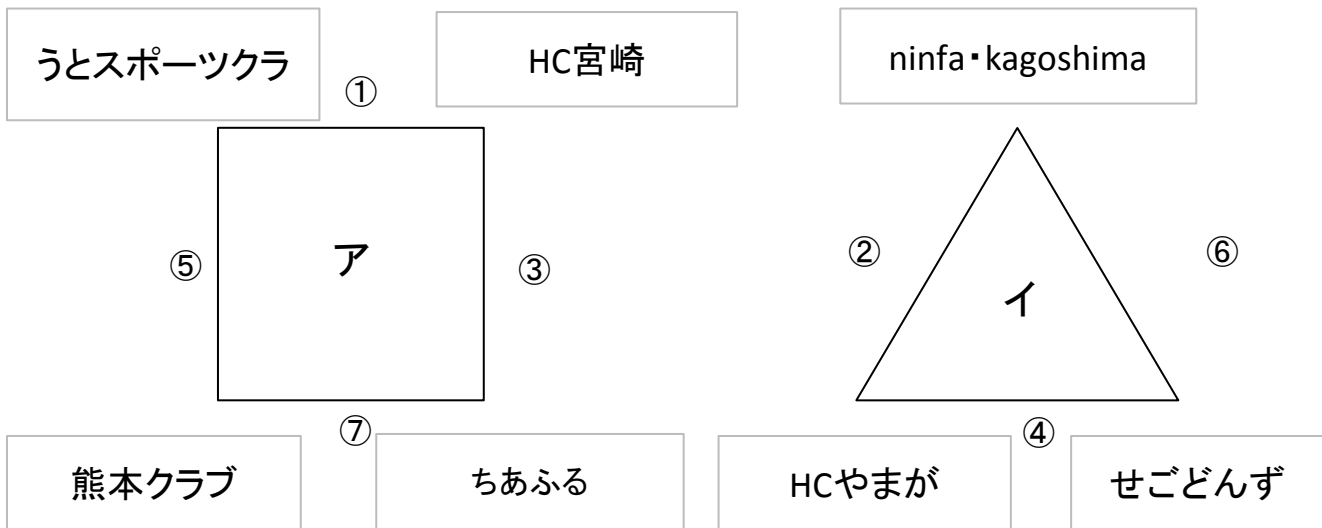 うとスポーツクラ
HC宮崎
ninfa・kagoshima
①
⑤
ア
③
②
イ
⑥
⑦
④
熊本クラブ
ちあふる
HCやまが
せごどんず